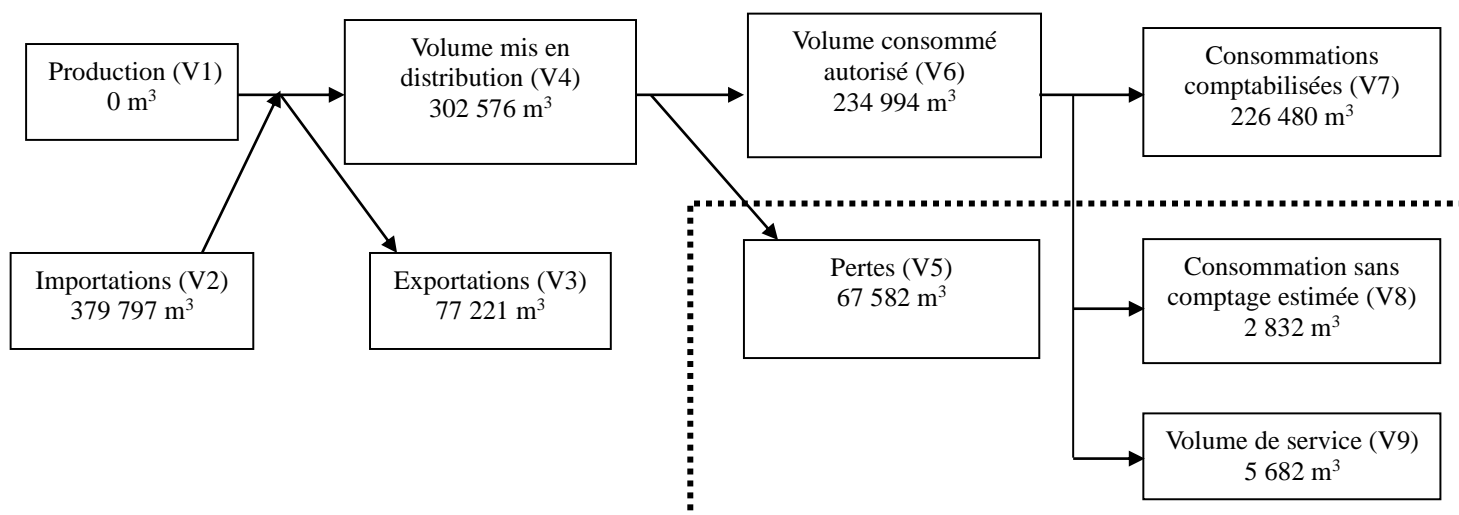 Production (V1)
0 m³
Volume mis en
distribution (V4)
302 576 m³
Volume consommé
autorisé (V6)
234 994 m³
Consommations
comptabilisées (V7)
226 480 m³
Importations (V2)
379 797 m³
Exportations (V3)
77 221 m³
Pertes (V5)
67 582 m³
Consommation sans
comptage estimée (V8)
2 832 m³
Volume de service (V9)
5 682 m³